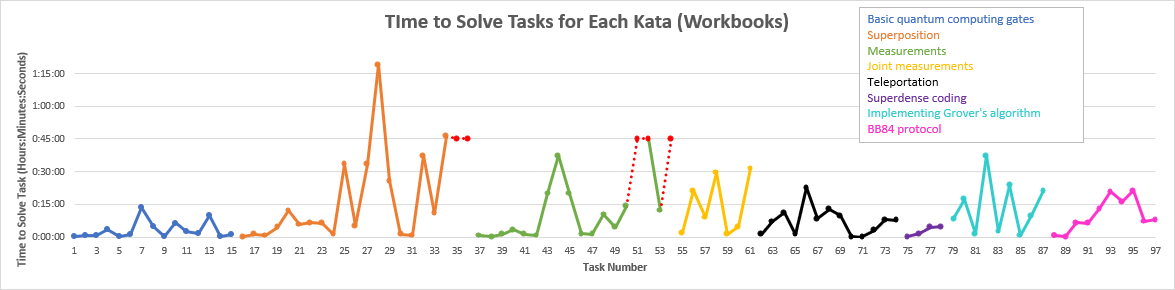 TIme to Solve Tasks for Each Kata (Workbooks)
Basic quantum computing gates
Superposition
Measurements
Joint measurements
Teleportation
Superdense coding
Implementing Grover's algorithm
BB84 protocol
Time to Solve Task (Hours:Minutes:Seconds)
1:15:00
1:00:00
0:45:00
0:30:00
0:15:00
0:00:00
1 3 5 7 9 11 13 15 17 19 21 23 25 27 29 31 33 35 37 39 41 43 45 47 49 51 53 55 57 59 61 63 65 67 69 71 73 75 77 79 81 83 85 87 89 91 93 95 97
Task Number